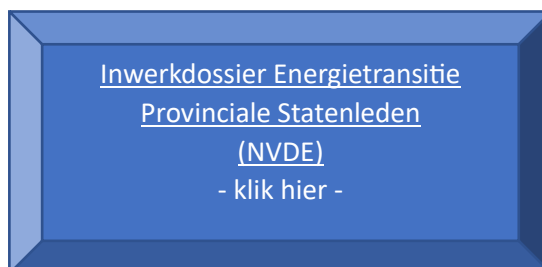 Inwerkdossier Energietransitie
Provinciale Statenleden
(NVDE)
- klik hier -